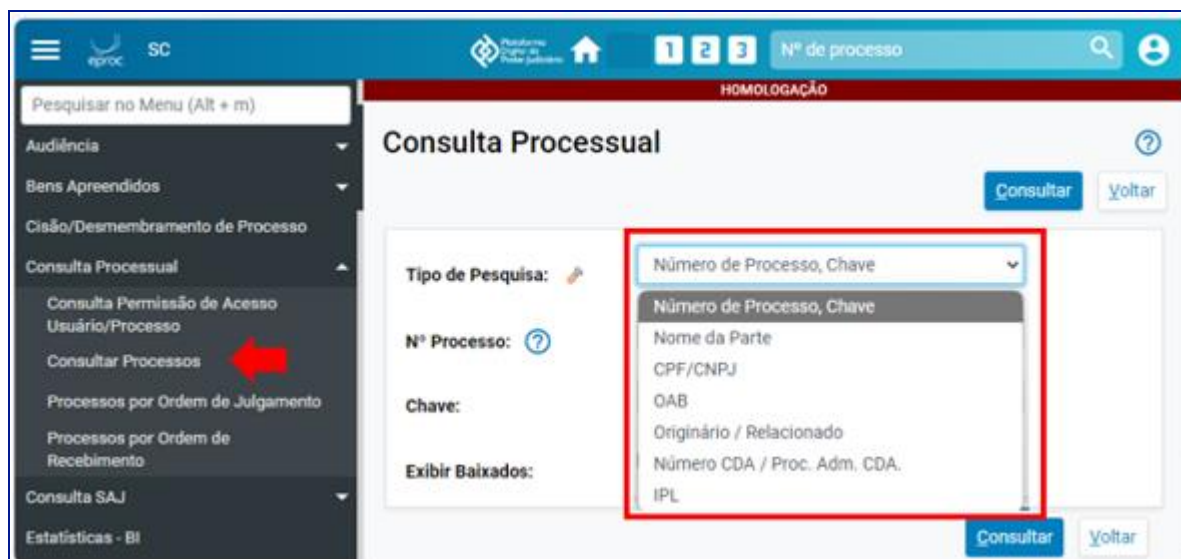 eproc SC 1 2 3 Nº de processo
HOMOLOGAÇÃO
Pesquisar no Menu (Alt + m)
Audiência
Bens Apreendidos
Cisão/Desmembramento de Processo
Consulta Processual
Consulta Permissão de Acesso
Usuário/Processo
Consultar Processos
Processos por Ordem de Julgamento
Processos por Ordem de
Recebimento
Consulta SAJ
Estatísticas - BI
Consulta Processual
Consultar Voltar
Tipo de Pesquisa: Número de Processo, Chave
Número de Processo, Chave
Nome da Parte
CPF/CNPJ
OAB
Originário / Relacionado
Número CDA / Proc. Adm. CDA.
IPL
Nº Processo:
Chave:
Exibir Baixados:
Consultar Voltar